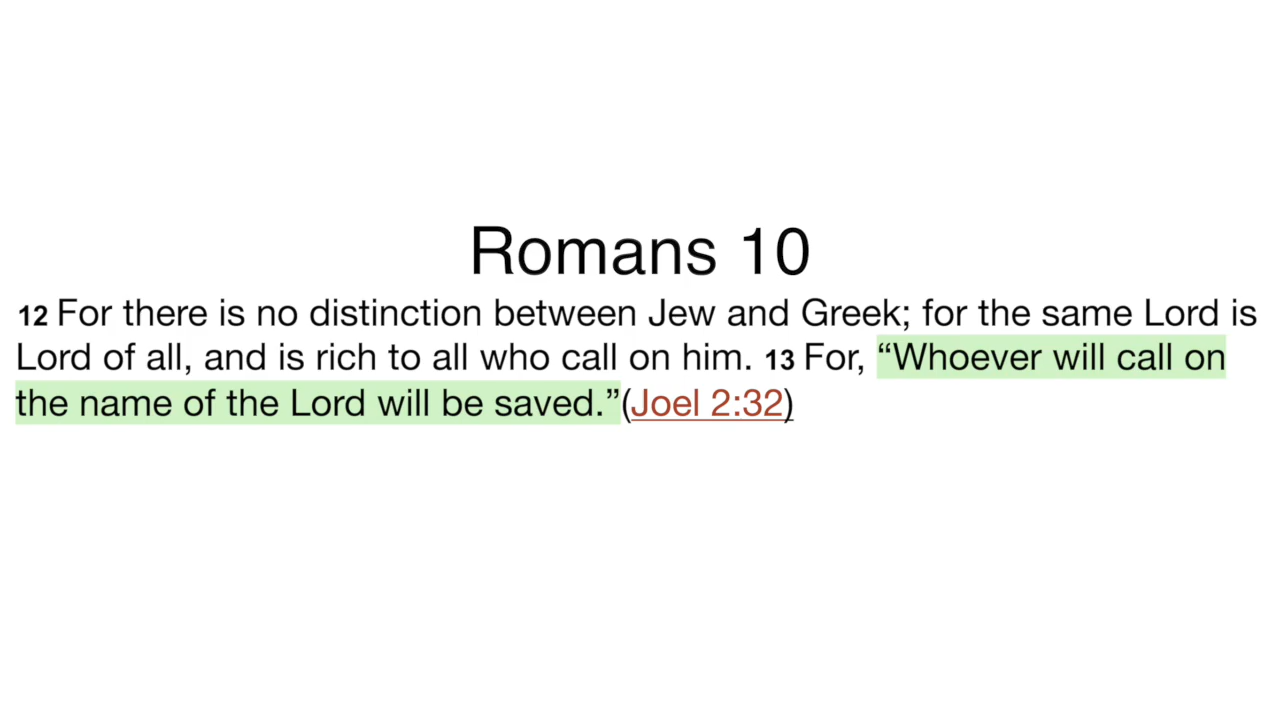 Romans 10
12 For there is no distinction between Jew and Greek; for the same Lord is
Lord of all, and is rich to all who call on him. 13 For, “Whoever will call on
the name of the Lord will be saved.”(Joel 2:32)